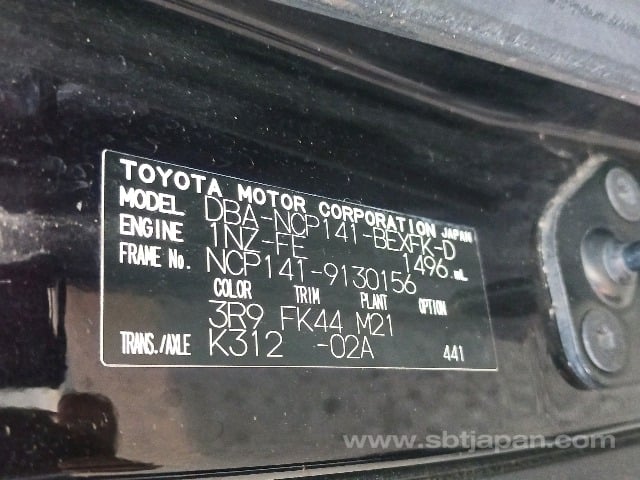 TOYOTA MOTOR CORPORATION JAPAN
MODEL DBA-NCP141-BEXFK-D
ENGINE 1NZ-FE 1496 mL
FRAME No. NCP141-9130156
COLOR TRIM PLANT OPTION
3R9 FK44 M21
TRANS./AXLE K312 -02A 441
www.sbtjapan.com